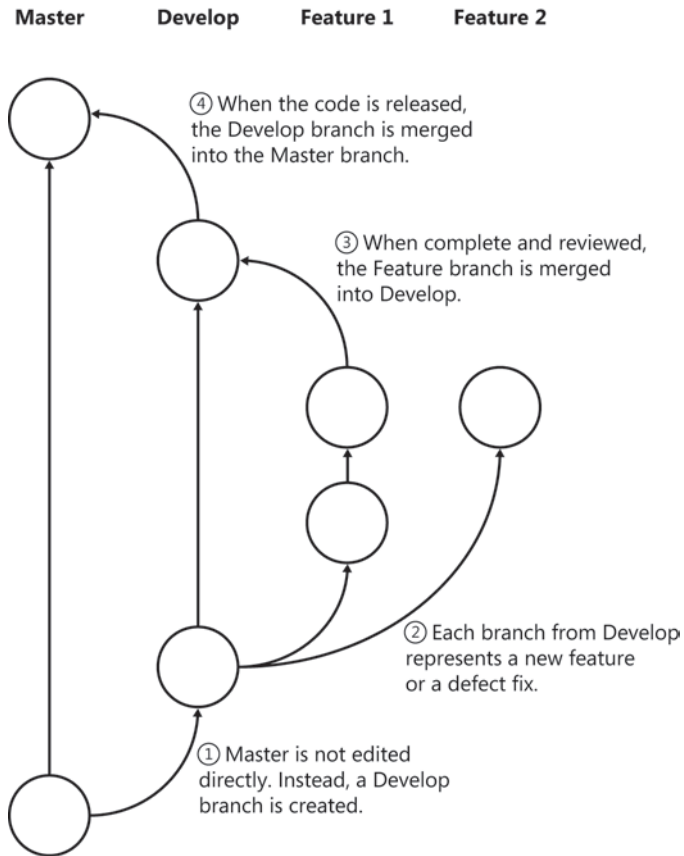 Master Develop Feature 1 Feature 2
④ When the code is released,
the Develop branch is merged
into the Master branch.
③ When complete and reviewed,
the Feature branch is merged
into Develop.
② Each branch from Develop
represents a new feature
or a defect fix.
① Master is not edited
directly. Instead, a Develop
branch is created.